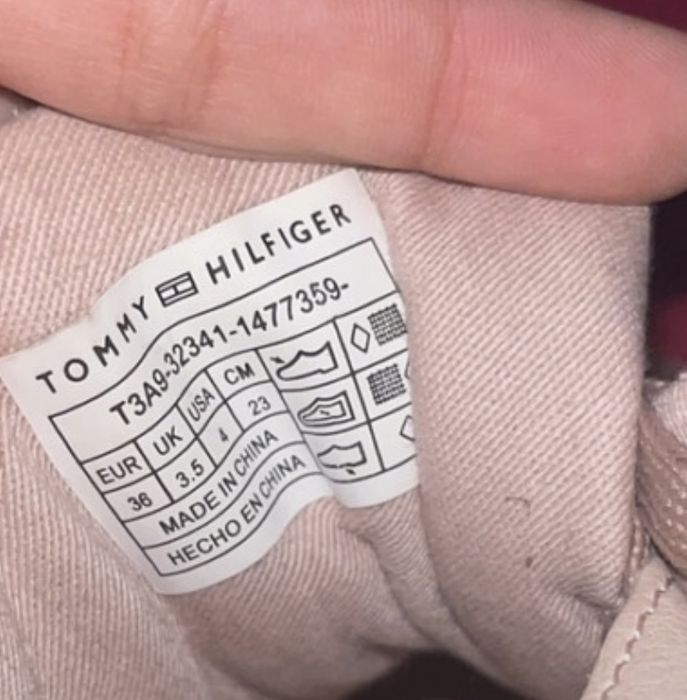 TOMMY HILFIGER
T3A9-32341-1477359-
EUR UK USA CM
36 3.5 4 23
MADE IN CHINA
HECHO EN CHINA